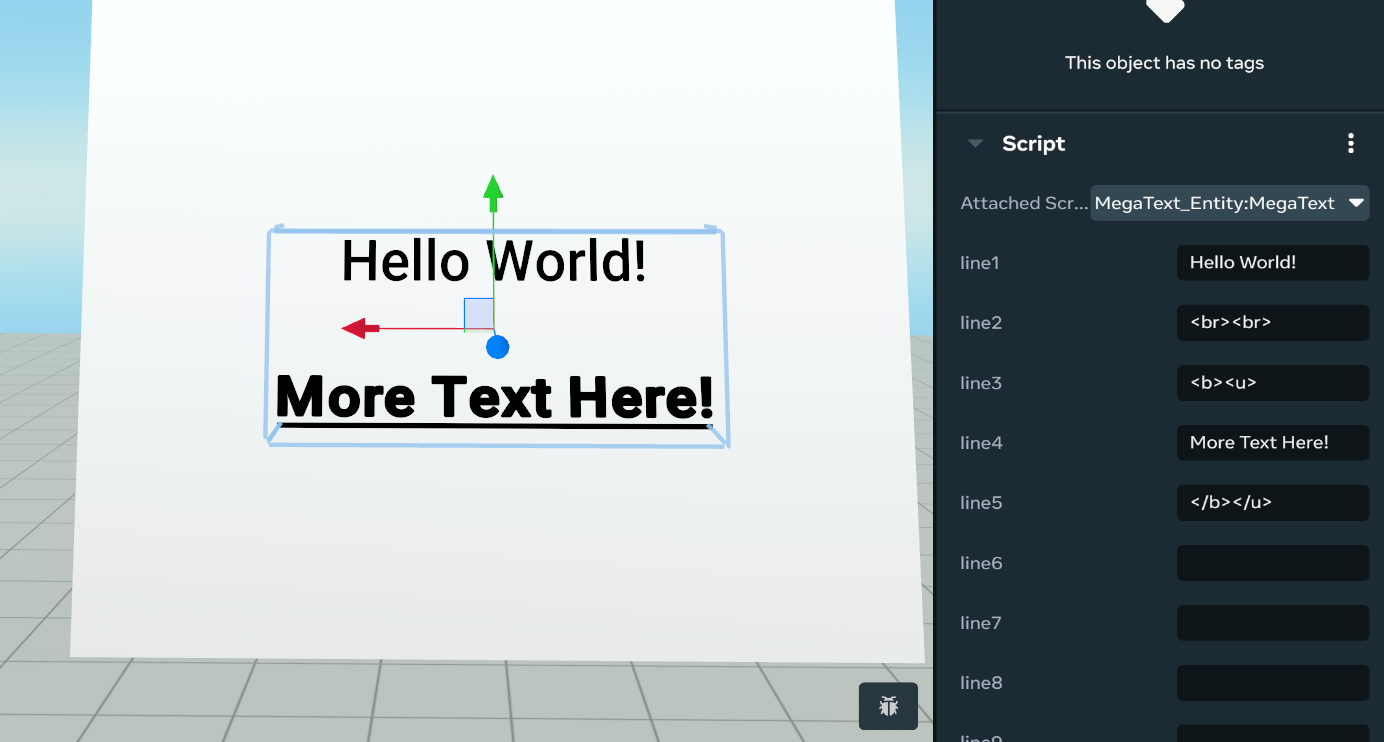 This object has no tags
Script
Attached Scr... MegaText_Entity:MegaText
line1 Hello World!
line2 <br><br>
line3 <b><u>
line4 More Text Here!
line5 </b></u>
line6
line7
line8
line9
Hello World!
More Text Here!